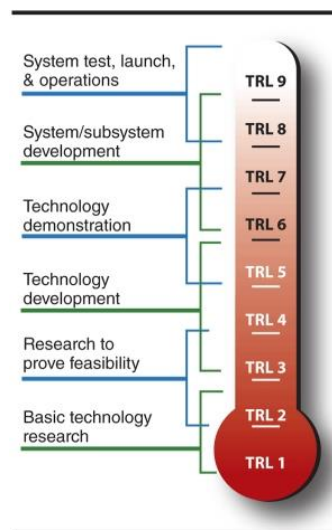 System test, launch,
& operations
System/subsystem
development
Technology
demonstration
Technology
development
Research to
prove feasibility
Basic technology
research
TRL 9
TRL 8
TRL 7
TRL 6
TRL 5
TRL 4
TRL 3
TRL 2
TRL 1